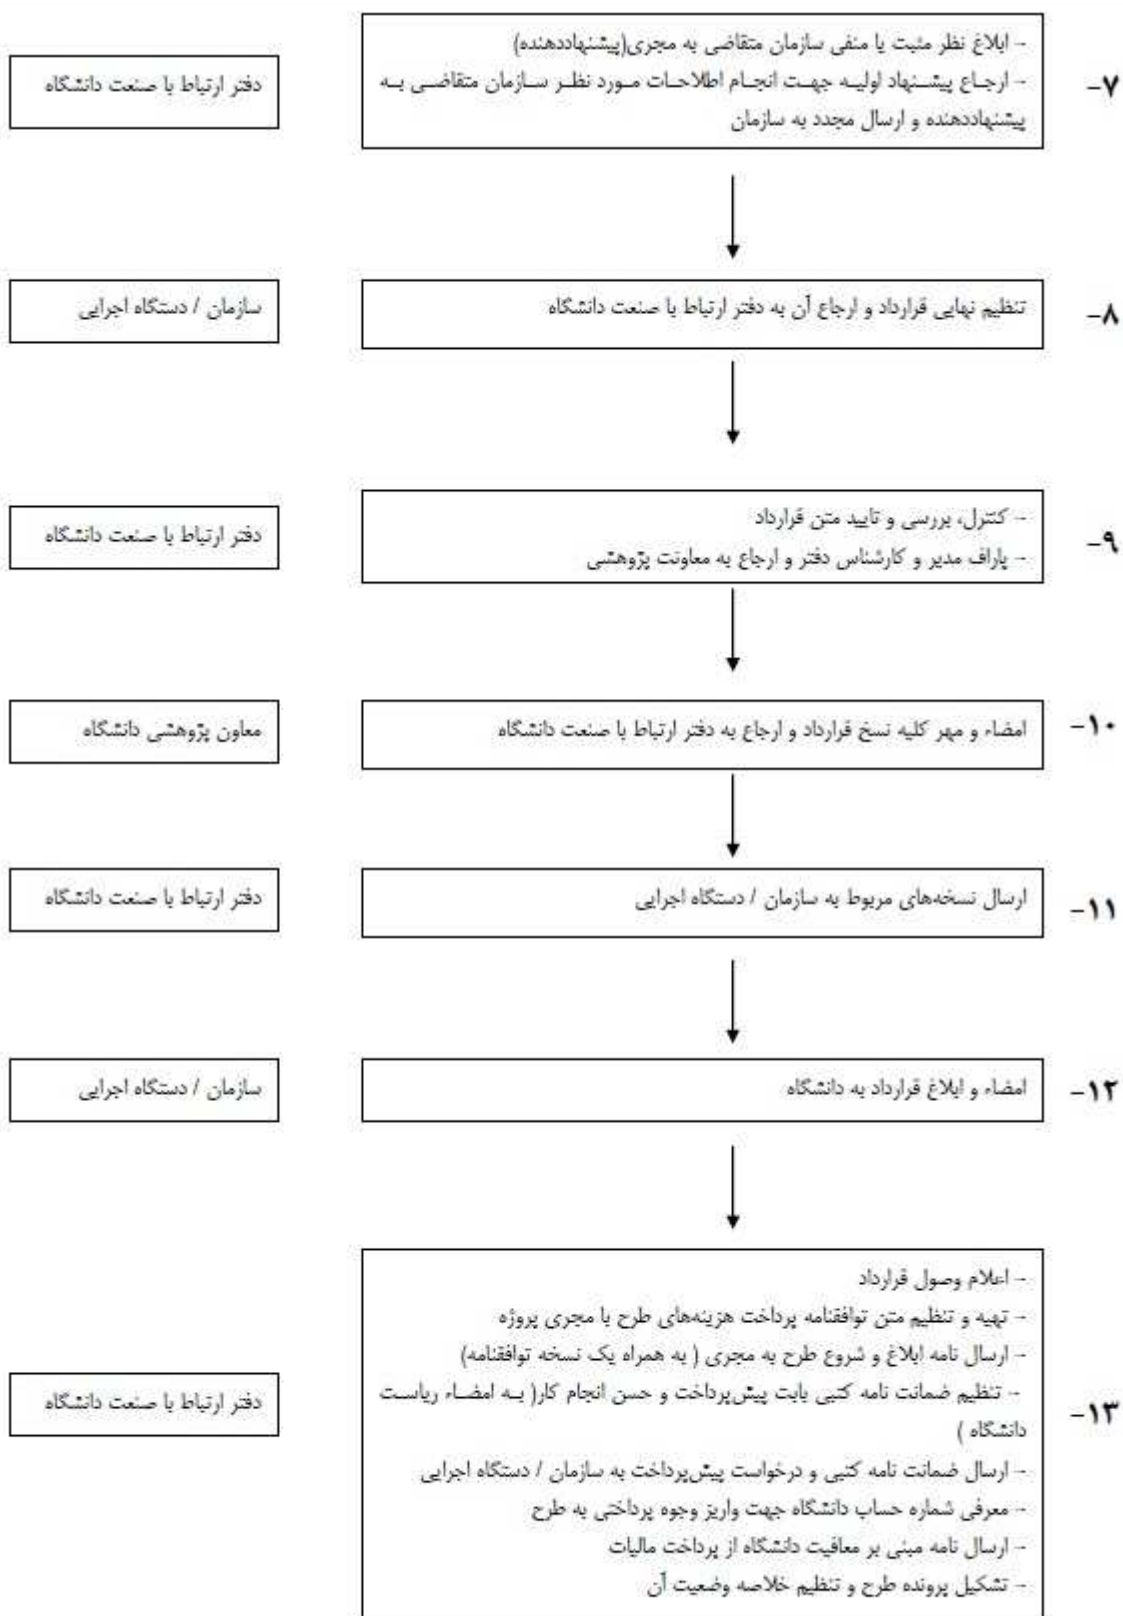 ۷-
- ابلاغ نظر مثبت یا منفی سازمان متقاضی به مجری(پیشنهاددهنده)
- ارجاع پیشنهاد اولیه جهت انجام اطلاحات مورد نظر سازمان متقاضی به
پیشنهاددهنده و ارسال مجدد به سازمان
دفتر ارتباط با صنعت دانشگاه
۸-
تنظیم نهایی قرارداد و ارجاع آن به دفتر ارتباط با صنعت دانشگاه
سازمان / دستگاه اجرایی
۹-
- کنترل، بررسی و تایید متن قرارداد
- پاراف مدیر و کارشناس دفتر و ارجاع به معاونت پژوهشی
دفتر ارتباط با صنعت دانشگاه
۱۰-
امضاء و مهر کلیه نسخ قرارداد و ارجاع به دفتر ارتباط با صنعت دانشگاه
معاون پژوهشی دانشگاه
۱۱-
ارسال نسخه‌های مربوط به سازمان / دستگاه اجرایی
دفتر ارتباط با صنعت دانشگاه
۱۲-
امضاء و ابلاغ قرارداد به دانشگاه
سازمان / دستگاه اجرایی
۱۳-
- اعلام وصول قرارداد
- تهیه و تنظیم متن توافقنامه پرداخت هزینه‌های طرح با مجری پروژه
- ارسال نامه ابلاغ و شروع طرح به مجری ( به همراه یک نسخه توافقنامه)
- تنظیم ضمانت نامه کتبی بابت پیش‌پرداخت و حسن انجام کار( به امضاء ریاست
دانشگاه )
- ارسال ضمانت نامه کتبی و درخواست پیش‌پرداخت به سازمان / دستگاه اجرایی
- معرفی شماره حساب دانشگاه جهت واریز وجوه پرداختی به طرح
- ارسال نامه مبنی بر معافیت دانشگاه از پرداخت مالیات
- تشکیل پرونده طرح و تنظیم خلاصه وضعیت آن
دفتر ارتباط با صنعت دانشگاه